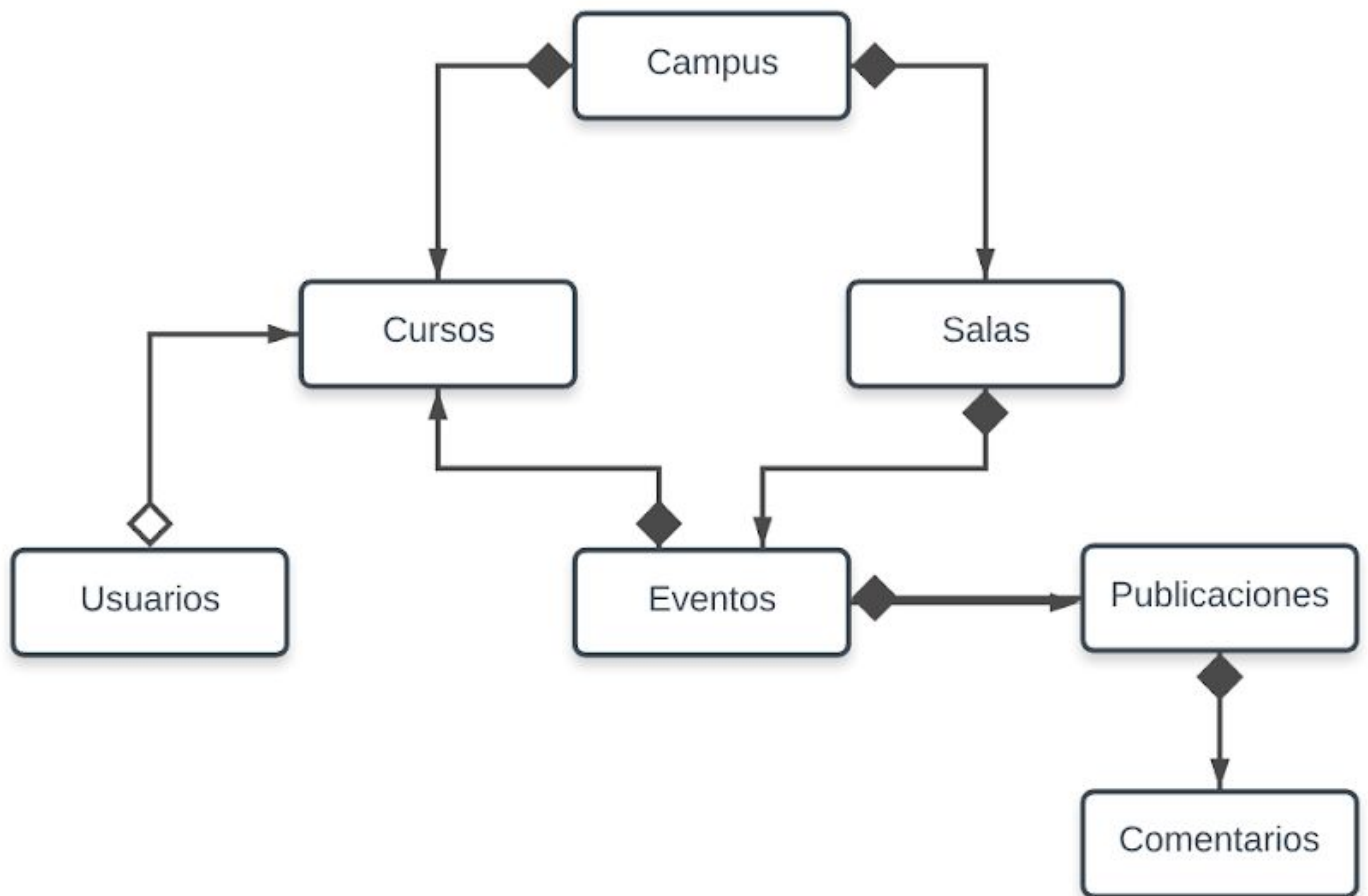 Campus
Cursos
Salas
Usuarios
Eventos
Publicaciones
Comentarios